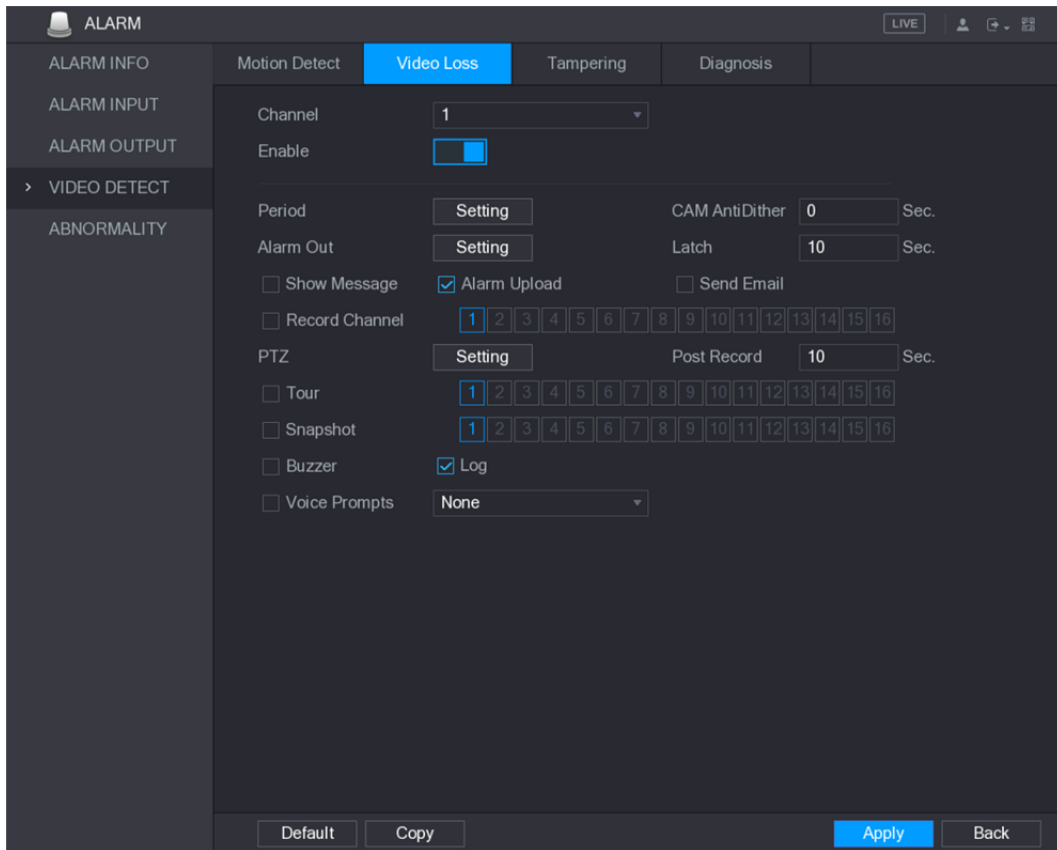 ALARM
LIVE
ALARM INFO
ALARM INPUT
ALARM OUTPUT
> VIDEO DETECT
ABNORMALITY
Motion Detect Video Loss Tampering Diagnosis
Channel 1
Enable
Period Setting CAM AntiDither 0 Sec.
Alarm Out Setting Latch 10 Sec.
Show Message Alarm Upload Send Email
Record Channel 1 2 3 4 5 6 7 8 9 10 11 12 13 14 15 16
PTZ Setting Post Record 10 Sec.
Tour 1 2 3 4 5 6 7 8 9 10 11 12 13 14 15 16
Snapshot 1 2 3 4 5 6 7 8 9 10 11 12 13 14 15 16
Buzzer Log
Voice Prompts None
Default Copy Apply Back